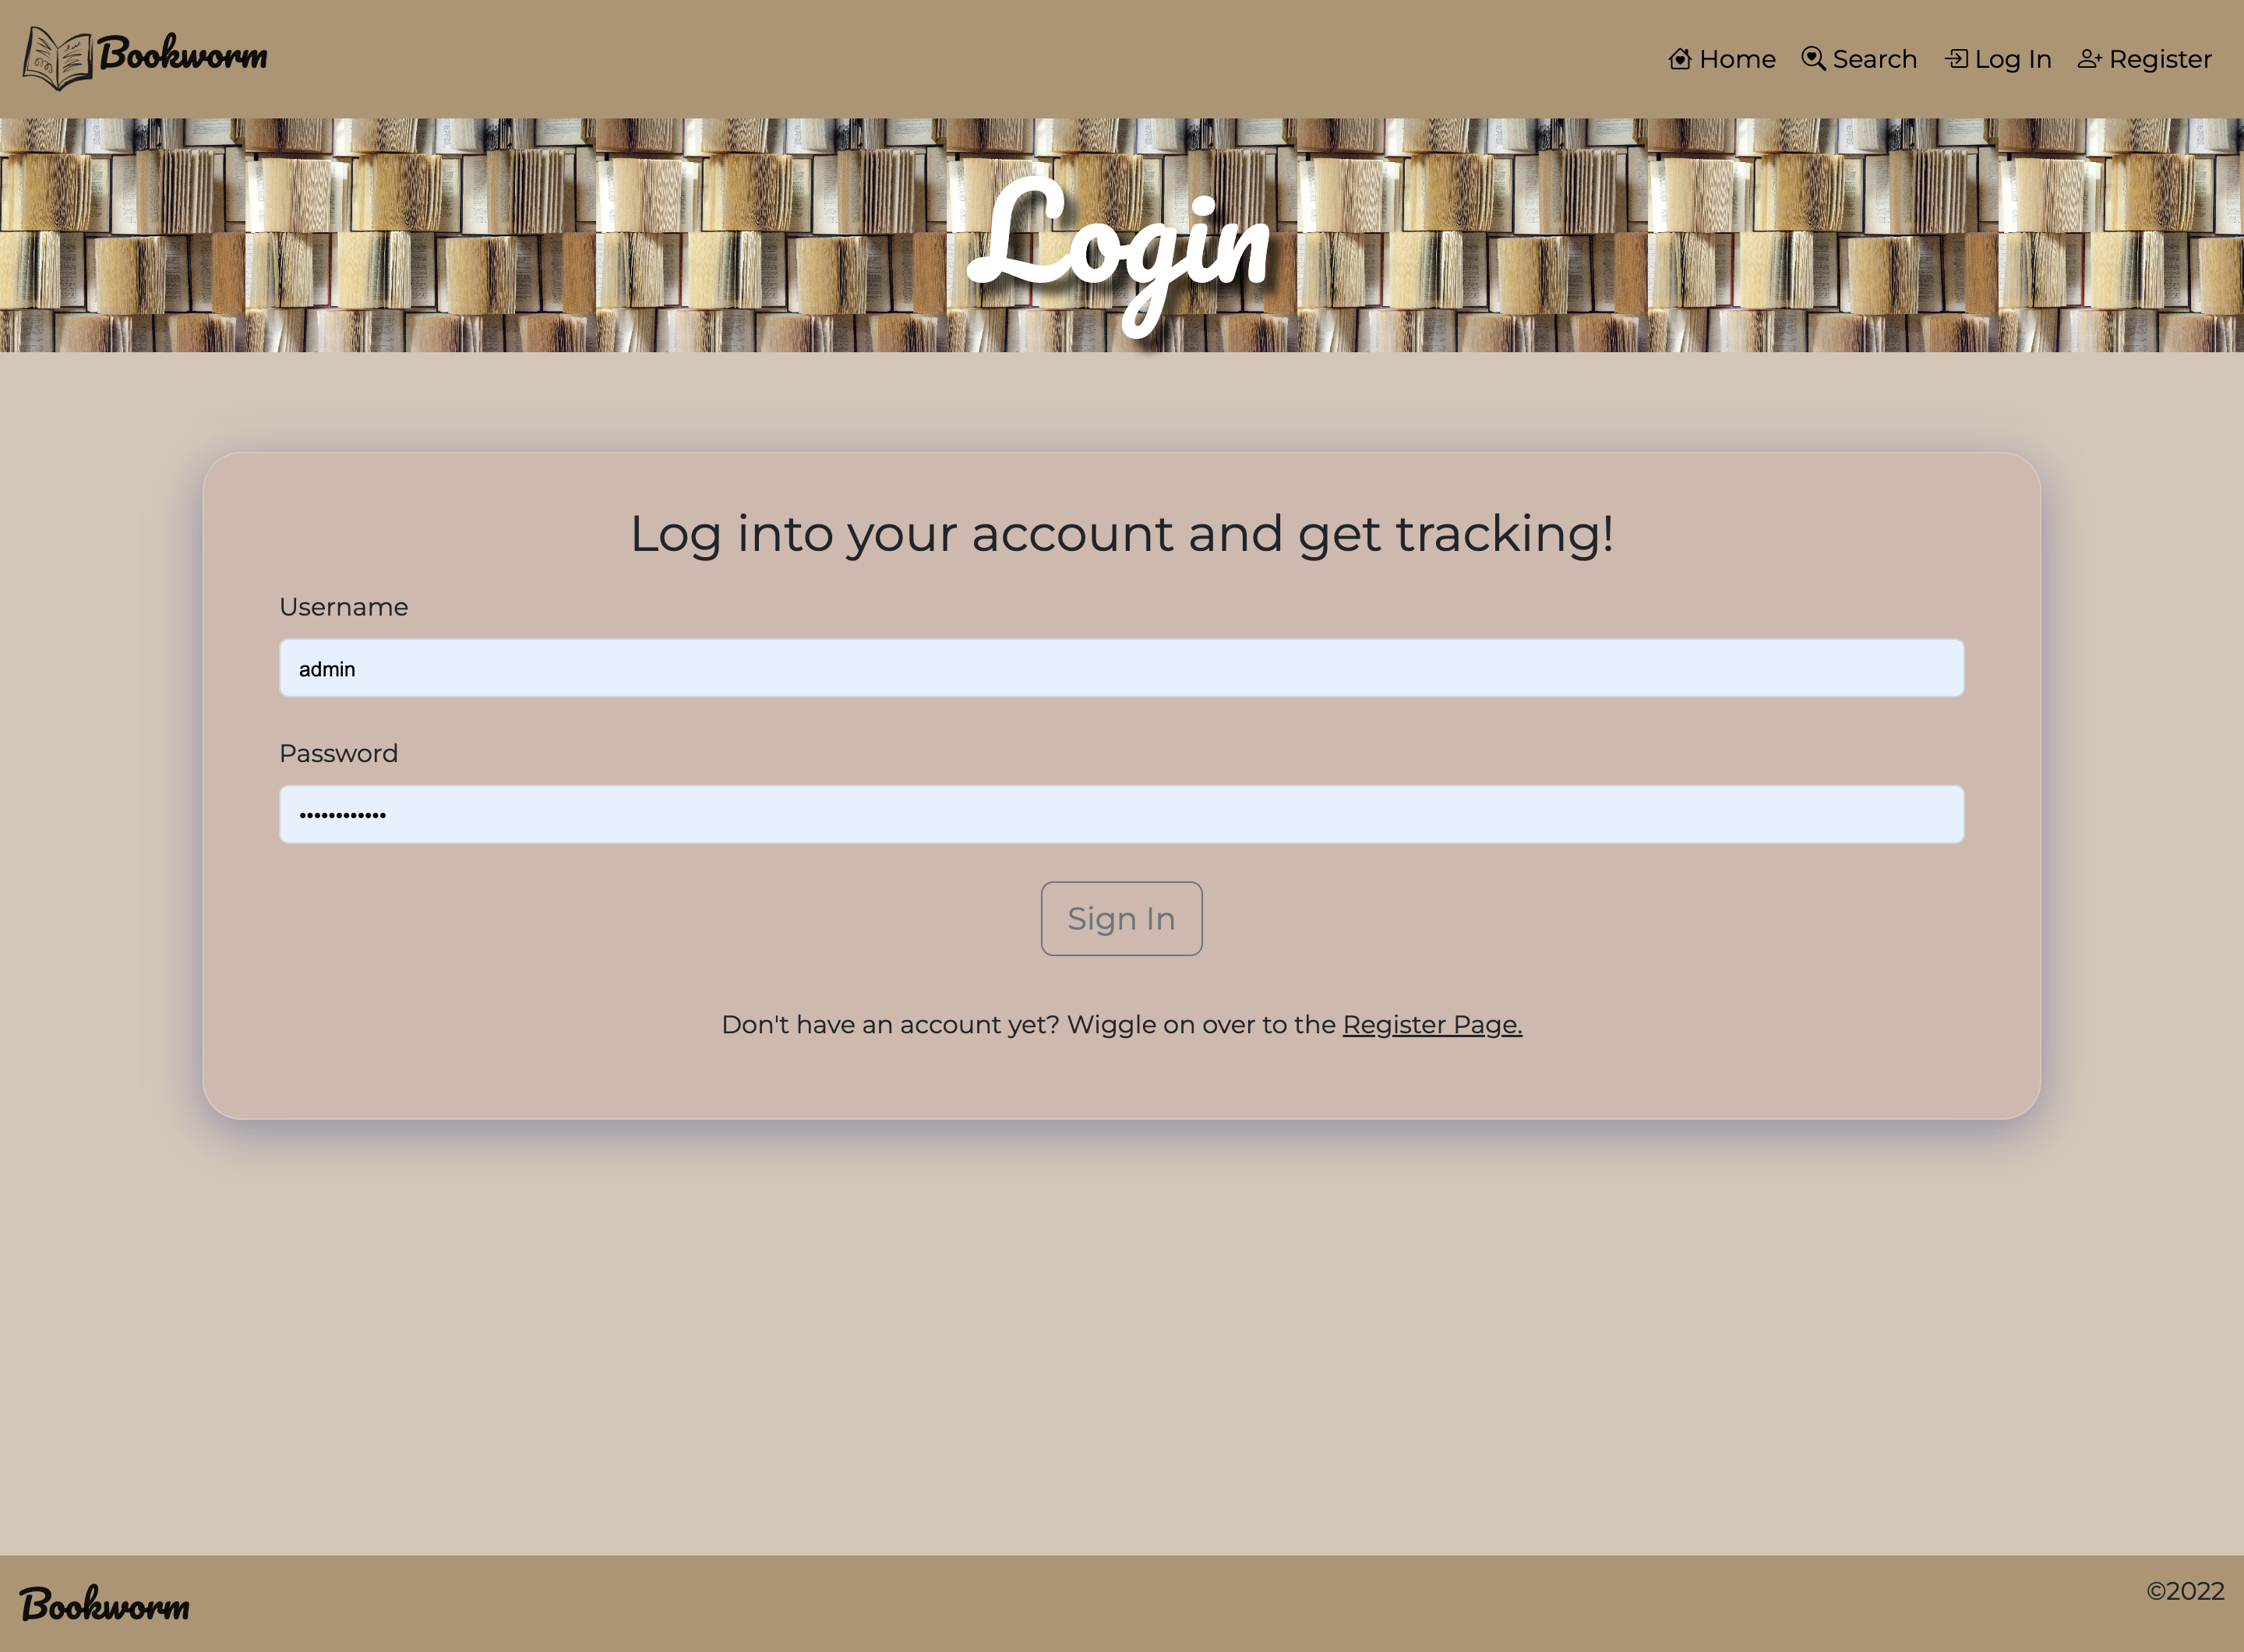 Bookworm
Home Search Log In Register
Login
Log into your account and get tracking!
Username
admin
Password
••••••••••••
Sign In
Don't have an account yet? Wiggle on over to the Register Page.
Bookworm
©2022